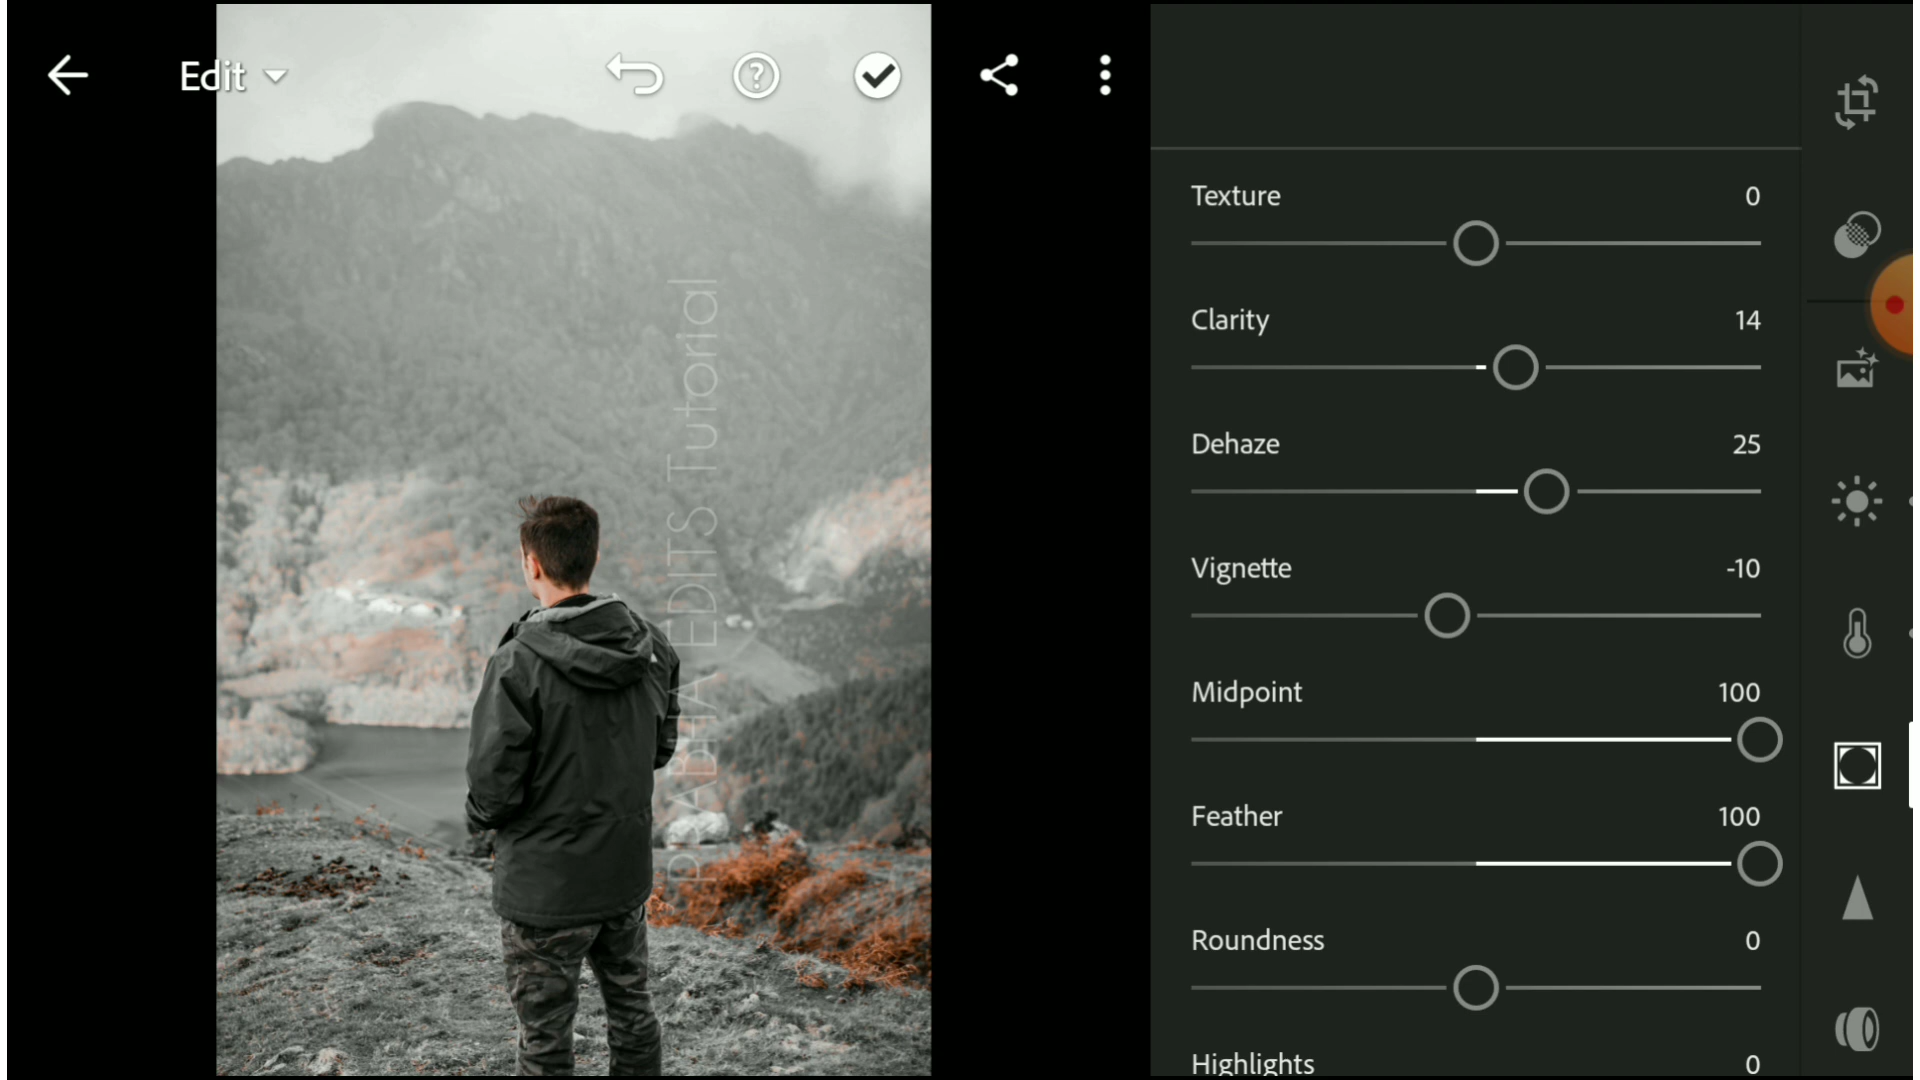 Edit
Texture 0
Clarity 14
Dehaze 25
Vignette -10
Midpoint 100
Feather 100
Roundness 0
Highlights 0
PRABHA EDITS Tutorial